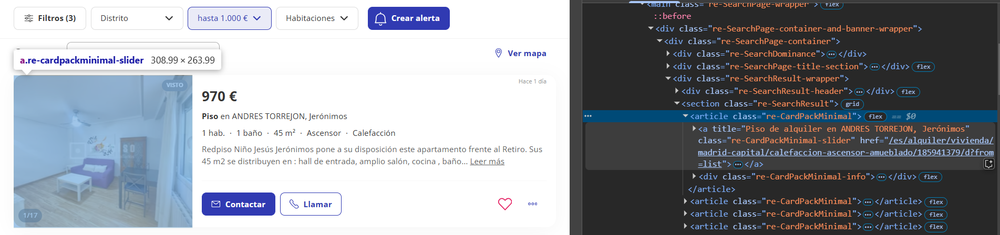 Filtros (3)
Distrito
hasta 1.000 €
Habitaciones
Crear alerta
a.re-cardpackminimal-slider 308.99 × 263.99
Ver mapa
VISTO
Hace 1 día
970 €
Piso en ANDRES TORREJON, Jerónimos
1 hab. · 1 baño · 45 m² · Ascensor · Calefacción
Redpiso Niño Jesús Jerónimos pone a su disposición este apartamento frente al Retiro. Sus
45 m2 se distribuyen en : hall de entrada, amplio salón, cocina , baño... Leer más
Contactar
Llamar
1/17
<main class="re-SearchPage-wrapper"> flex
::before
<div class="re-SearchPage-container-and-banner-wrapper">
<div class="re-SearchPage-container">
<div class="re-SearchDominance"> ⋯ </div>
<div class="re-SearchPage-title-section"> ⋯ </div> flex
<div class="re-SearchResult-wrapper">
<div class="re-SearchResult-header"> ⋯ </div> flex
<section class="re-SearchResult"> grid
<article class="re-CardPackMinimal"> flex == $0
<a title="Piso de alquiler en ANDRES TORREJON, Jerónimos"
class="re-CardPackMinimal-slider" href="/es/alquiler/vivienda/
madrid-capital/calefaccion-ascensor-amueblado/185941379/d?from
=list"> ⋯ </a>
<div class="re-CardPackMinimal-info"> ⋯ </div> flex
</article>
<article class="re-CardPackMinimal"> ⋯ </article> flex
<article class="re-CardPackMinimal"> ⋯ </article> flex
<article class="re-CardPackMinimal"> ⋯ </article> flex